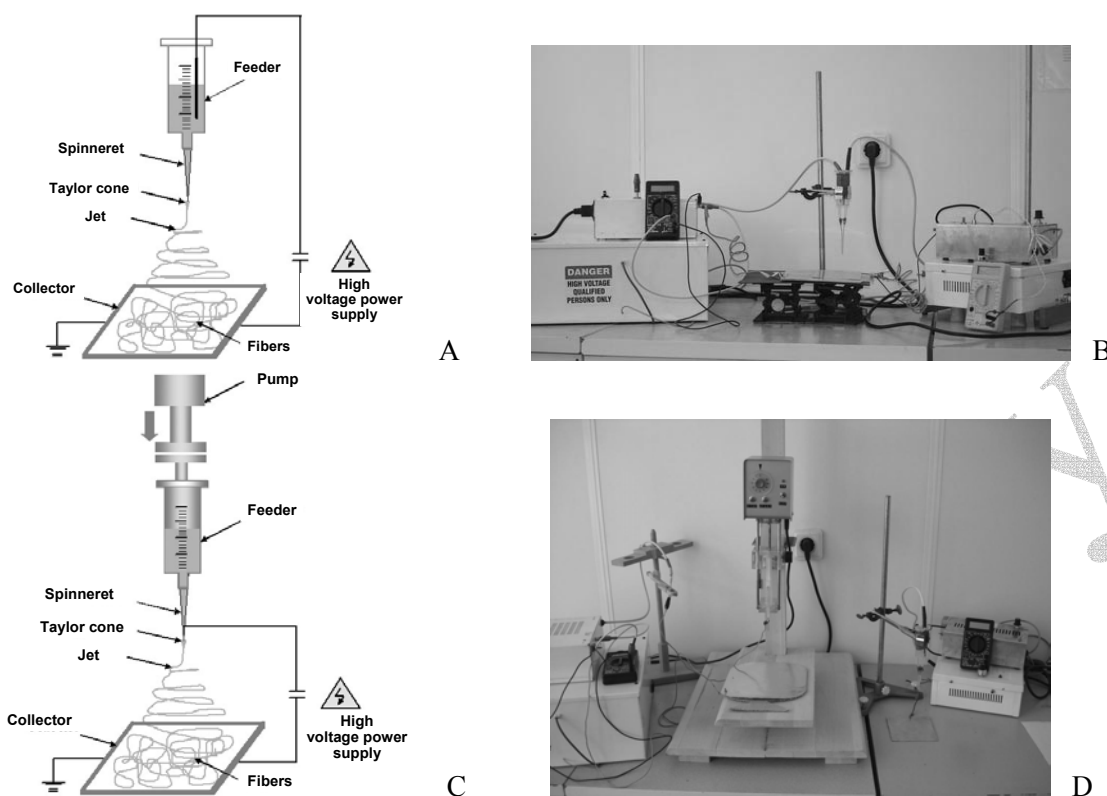 Feeder
Spinneret
Taylor cone
Jet
Collector
High
voltage power
supply
Fibers
A
DANGER
HIGH VOLTAGE
QUALIFIED
PERSONS ONLY
B
Pump
Feeder
Spinneret
Taylor cone
Jet
Collector
High
voltage power
supply
Fibers
C
D